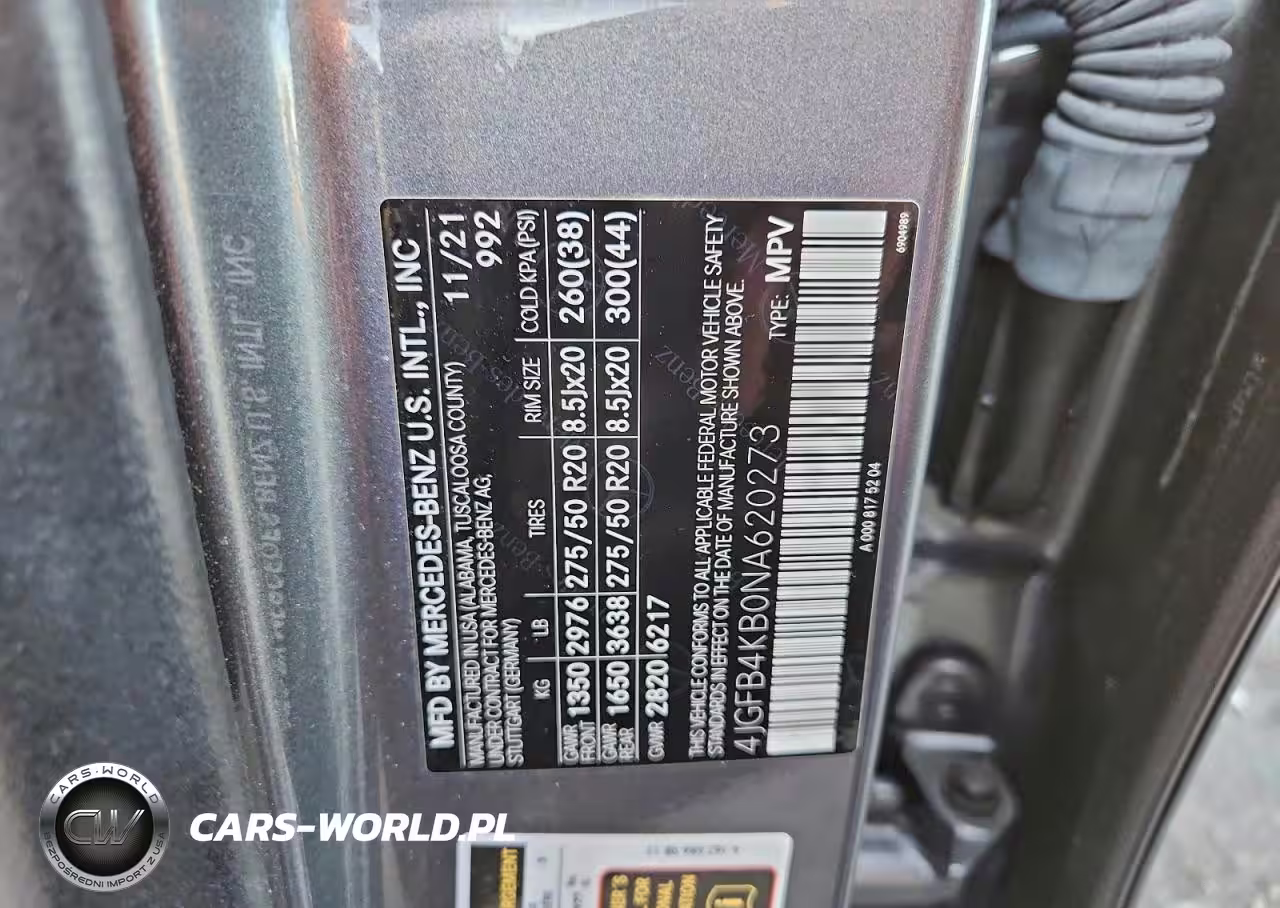 MFD BY MERCEDES-BENZ U.S. INTL., INC
MANUFACTURED IN USA (ALABAMA, TUSCALOOSA COUNTY) 11/21
UNDER CONTRACT FOR MERCEDES-BENZ AG, 992
STUTTGART (GERMANY)
KG LB TIRES RIM SIZE COLD KPA(PSI)
GAWR FRONT 1350 2976 275/50 R20 8.5Jx20 260(38)
GAWR REAR 1650 3638 275/50 R20 8.5Jx20 300(44)
GVWR 2820 6217
THIS VEHICLE CONFORMS TO ALL APPLICABLE FEDERAL MOTOR VEHICLE SAFETY
STANDARDS IN EFFECT ON THE DATE OF MANUFACTURE SHOWN ABOVE.
4JGFB4KB0NA620273 TYPE: MPV
A 000 817 52 04 6904989
CARS-WORLD
CW
BEZPOŚREDNI IMPORT Z USA
CARS-WORLD.PL